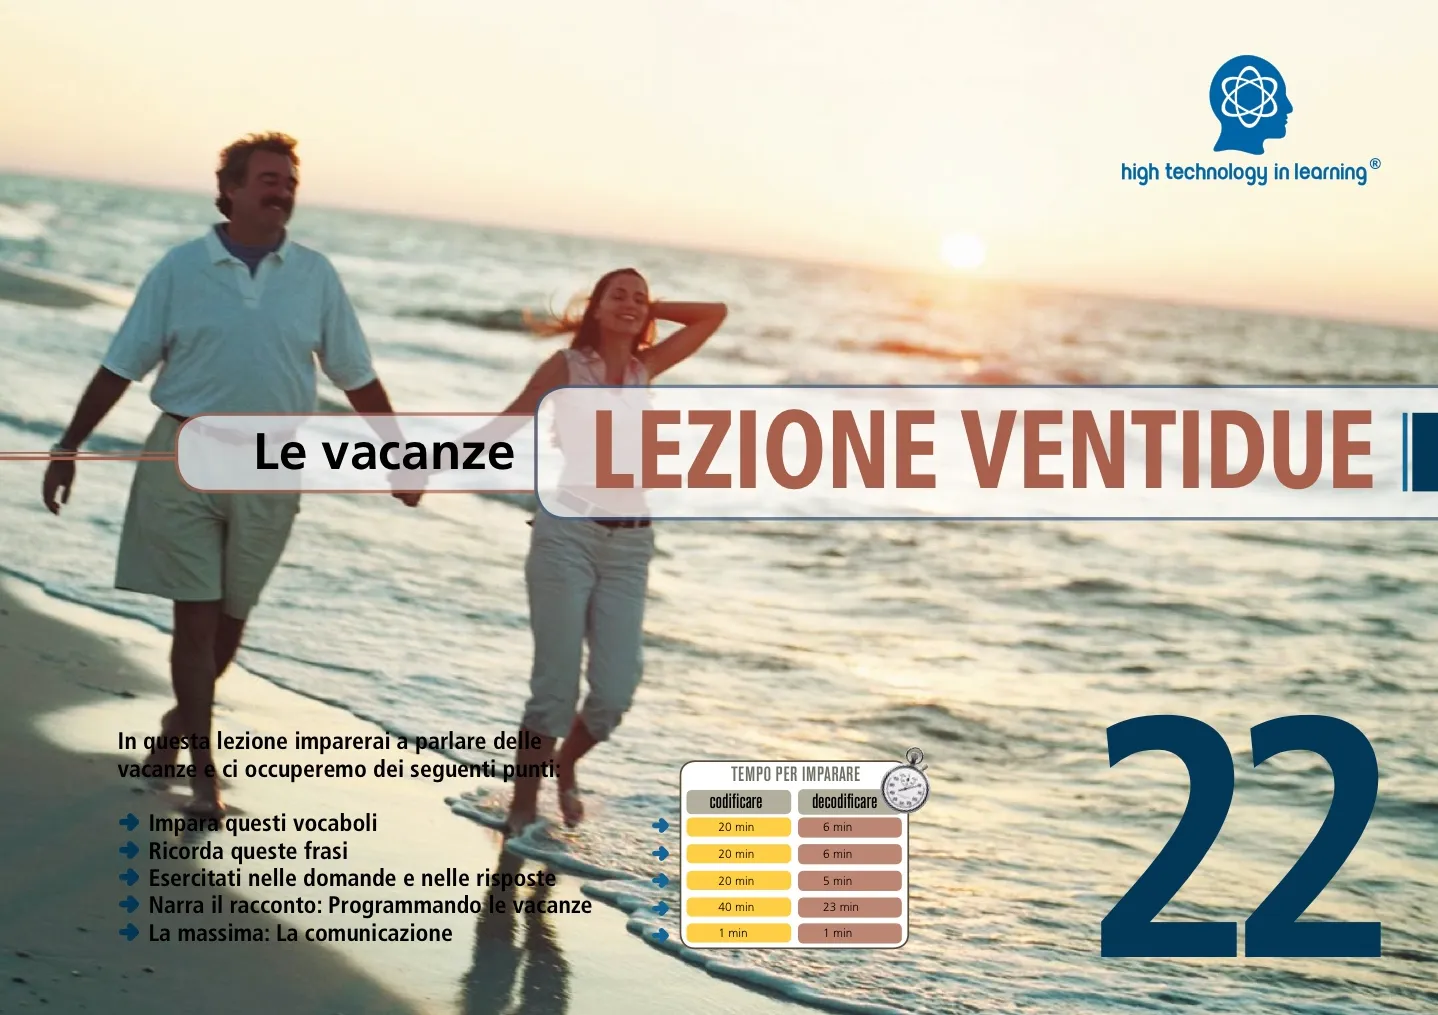 high technology in learning®
Le vacanze
LEZIONE VENTIDUE
In questa lezione imparerai a parlare delle
vacanze e ci occuperemo dei seguenti punti:
Impara questi vocaboli
Ricorda queste frasi
Esercitati nelle domande e nelle risposte
Narra il racconto: Programmando le vacanze
La massima: La comunicazione
TEMPO PER IMPARARE
codificare decodificare
20 min 6 min
20 min 6 min
20 min 5 min
40 min 23 min
1 min 1 min
22